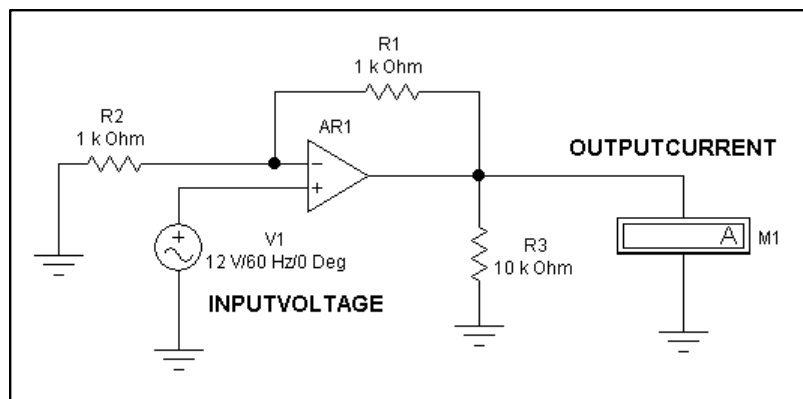 R1
1 k Ohm
R2
1 k Ohm
AR1
OUTPUTCURRENT
−
+
+
V1
12 V/60 Hz/0 Deg
INPUTVOLTAGE
R3
10 k Ohm
A
M1